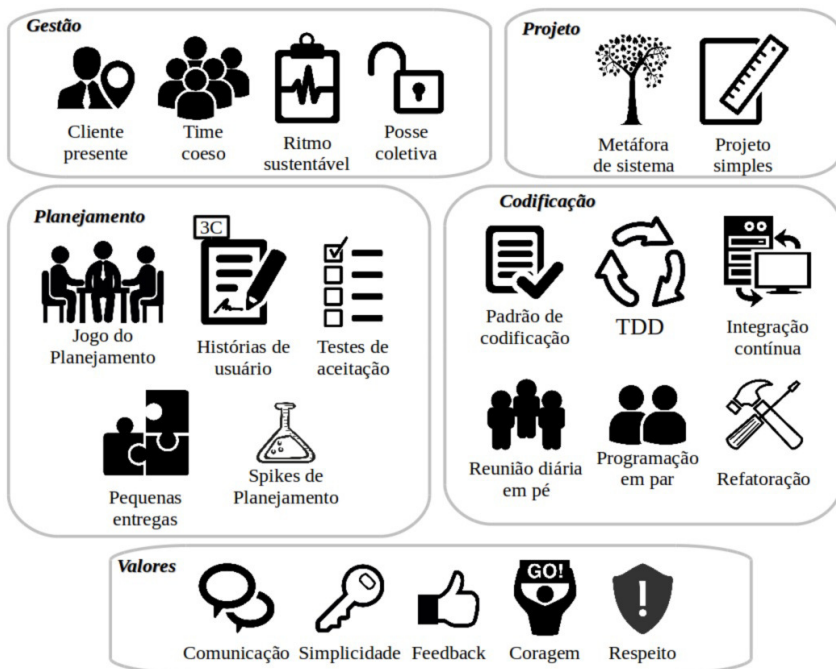 Gestão
Cliente
presente
Time
coeso
Ritmo
sustentável
Posse
coletiva
Projeto
Metáfora
de sistema
Projeto
simples
Planejamento
3C
Jogo do
Planejamento
Histórias de
usuário
Testes de
aceitação
Pequenas
entregas
Spikes de
Planejamento
Codificação
Padrão de
codificação
TDD
Integração
contínua
Reunião diária
em pé
Programação
em par
Refatoração
Valores
Comunicação
Simplicidade
Feedback
GO!
Coragem
Respeito